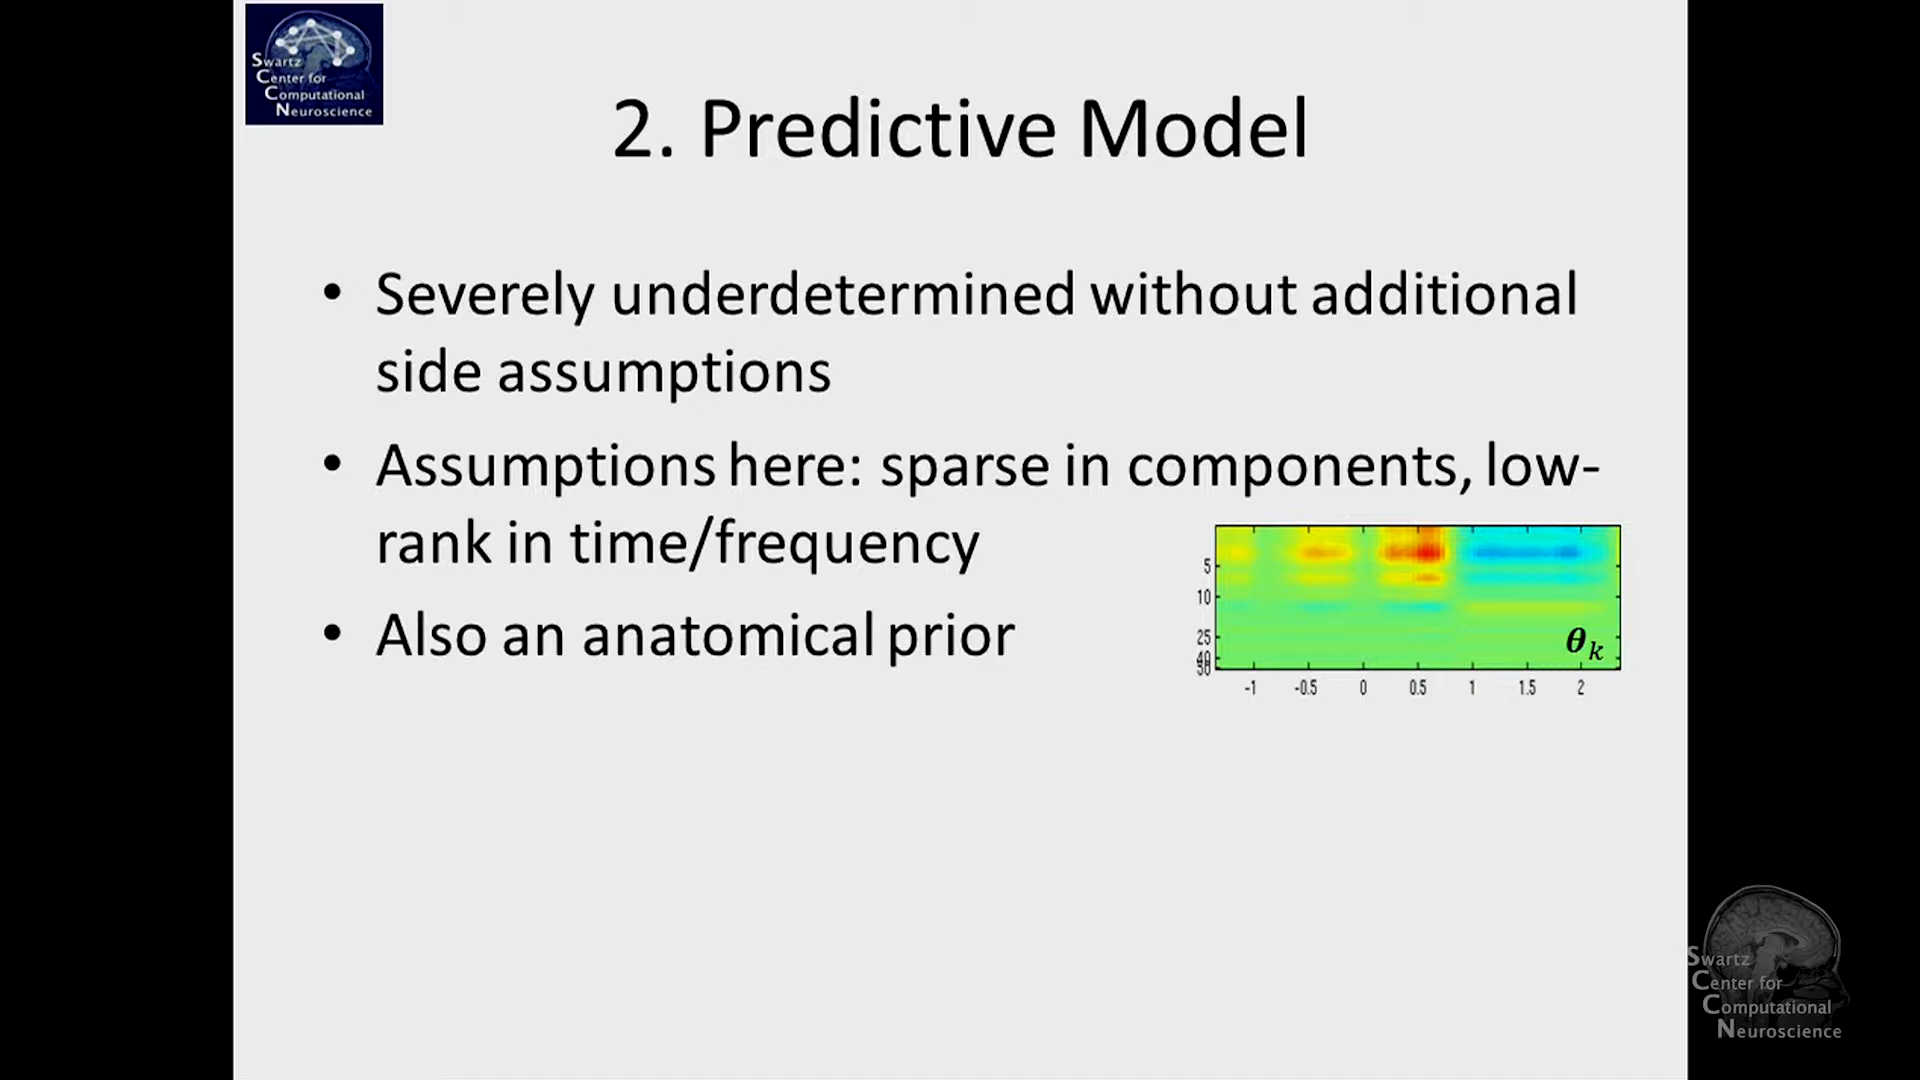 Swartz
Center for
Computational
Neuroscience
2. Predictive Model
• Severely underdetermined without additional
side assumptions
• Assumptions here: sparse in components, low-
rank in time/frequency
• Also an anatomical prior
5
10
25
40
50
θk
-1 -0.5 0 0.5 1 1.5 2
Swartz
Center for
Computational
Neuroscience